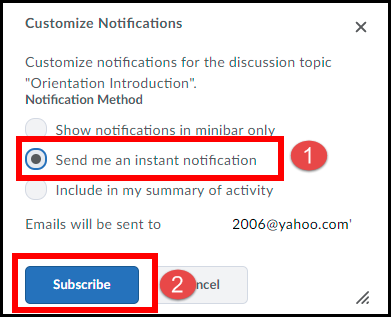 Customize Notifications
Customize notifications for the discussion topic
"Orientation Introduction".
Notification Method
Show notifications in minibar only
Send me an instant notification
1
Include in my summary of activity
Emails will be sent to 2006@yahoo.com'
Subscribe
2
ncel